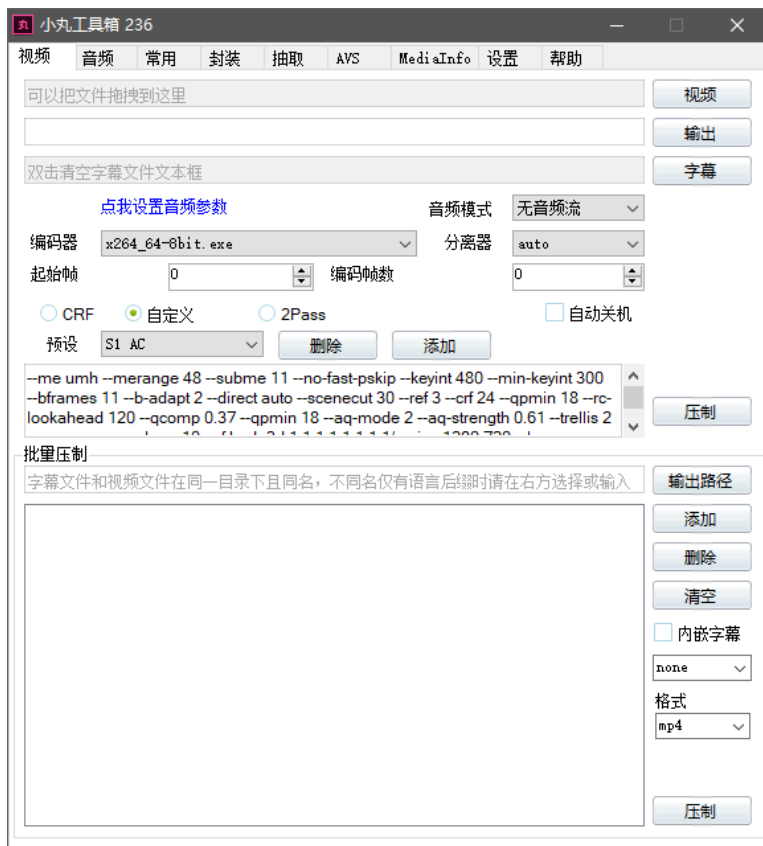 丸 小丸工具箱 236
视频 音频 常用 封装 抽取 AVS MediaInfo 设置 帮助
可以把文件拖拽到这里 视频
输出
双击清空字幕文件文本框 字幕
点我设置音频参数 音频模式 无音频流
编码器 x264_64-8bit.exe 分离器 auto
起始帧 0 编码帧数 0
CRF 自定义 2Pass 自动关机
预设 S1 AC 删除 添加
--me umh --merange 48 --subme 11 --no-fast-pskip --keyint 480 --min-keyint 300
--bframes 11 --b-adapt 2 --direct auto --scenecut 30 --ref 3 --crf 24 --qpmin 18 --rc-
lookahead 120 --qcomp 0.37 --qpmin 18 --aq-mode 2 --aq-strength 0.61 --trellis 2
压制
批量压制
字幕文件和视频文件在同一目录下且同名，不同名仅有语言后缀时请在右方选择或输入 输出路径
添加
删除
清空
内嵌字幕
none
格式
mp4
压制